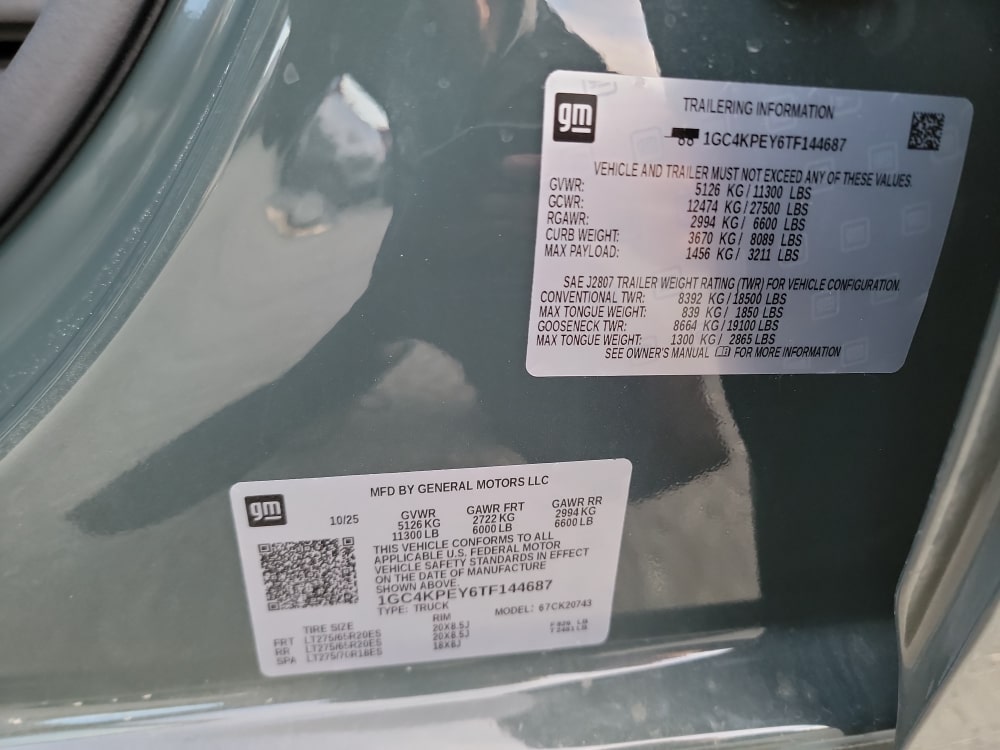 gm
TRAILERING INFORMATION
1GC4KPEY6TF144687
VEHICLE AND TRAILER MUST NOT EXCEED ANY OF THESE VALUES.
GVWR: 5126 KG/11300 LBS
GCWR: 12474 KG/27500 LBS
RGAWR: 2994 KG/ 6600 LBS
CURB WEIGHT: 3670 KG/ 8089 LBS
MAX PAYLOAD: 1456 KG/ 3211 LBS
SAE J2807 TRAILER WEIGHT RATING (TWR) FOR VEHICLE CONFIGURATION
CONVENTIONAL TWR: 8392 KG/18500 LBS
MAX TONGUE WEIGHT: 839 KG/ 1850 LBS
GOOSENECK TWR: 8664 KG/19100 LBS
MAX TONGUE WEIGHT: 1300 KG/ 2865 LBS
SEE OWNER'S MANUAL FOR MORE INFORMATION
gm
MFD BY GENERAL MOTORS LLC
10/25 GVWR GAWR FRT GAWR RR
5126 KG 2722 KG 2994 KG
11300 LB 6000 LB 6600 LB
THIS VEHICLE CONFORMS TO ALL
APPLICABLE U.S. FEDERAL MOTOR
VEHICLE SAFETY STANDARDS IN EFFECT
ON THE DATE OF MANUFACTURE
SHOWN ABOVE.
1GC4KPEY6TF144687
TYPE: TRUCK MODEL: 67CK20743
TIRE SIZE RIM
FRT LT275/65R20ES 20X8.5J
RR LT275/65R20ES 20X8.5J
SPA LT275/70R18ES 18X8J